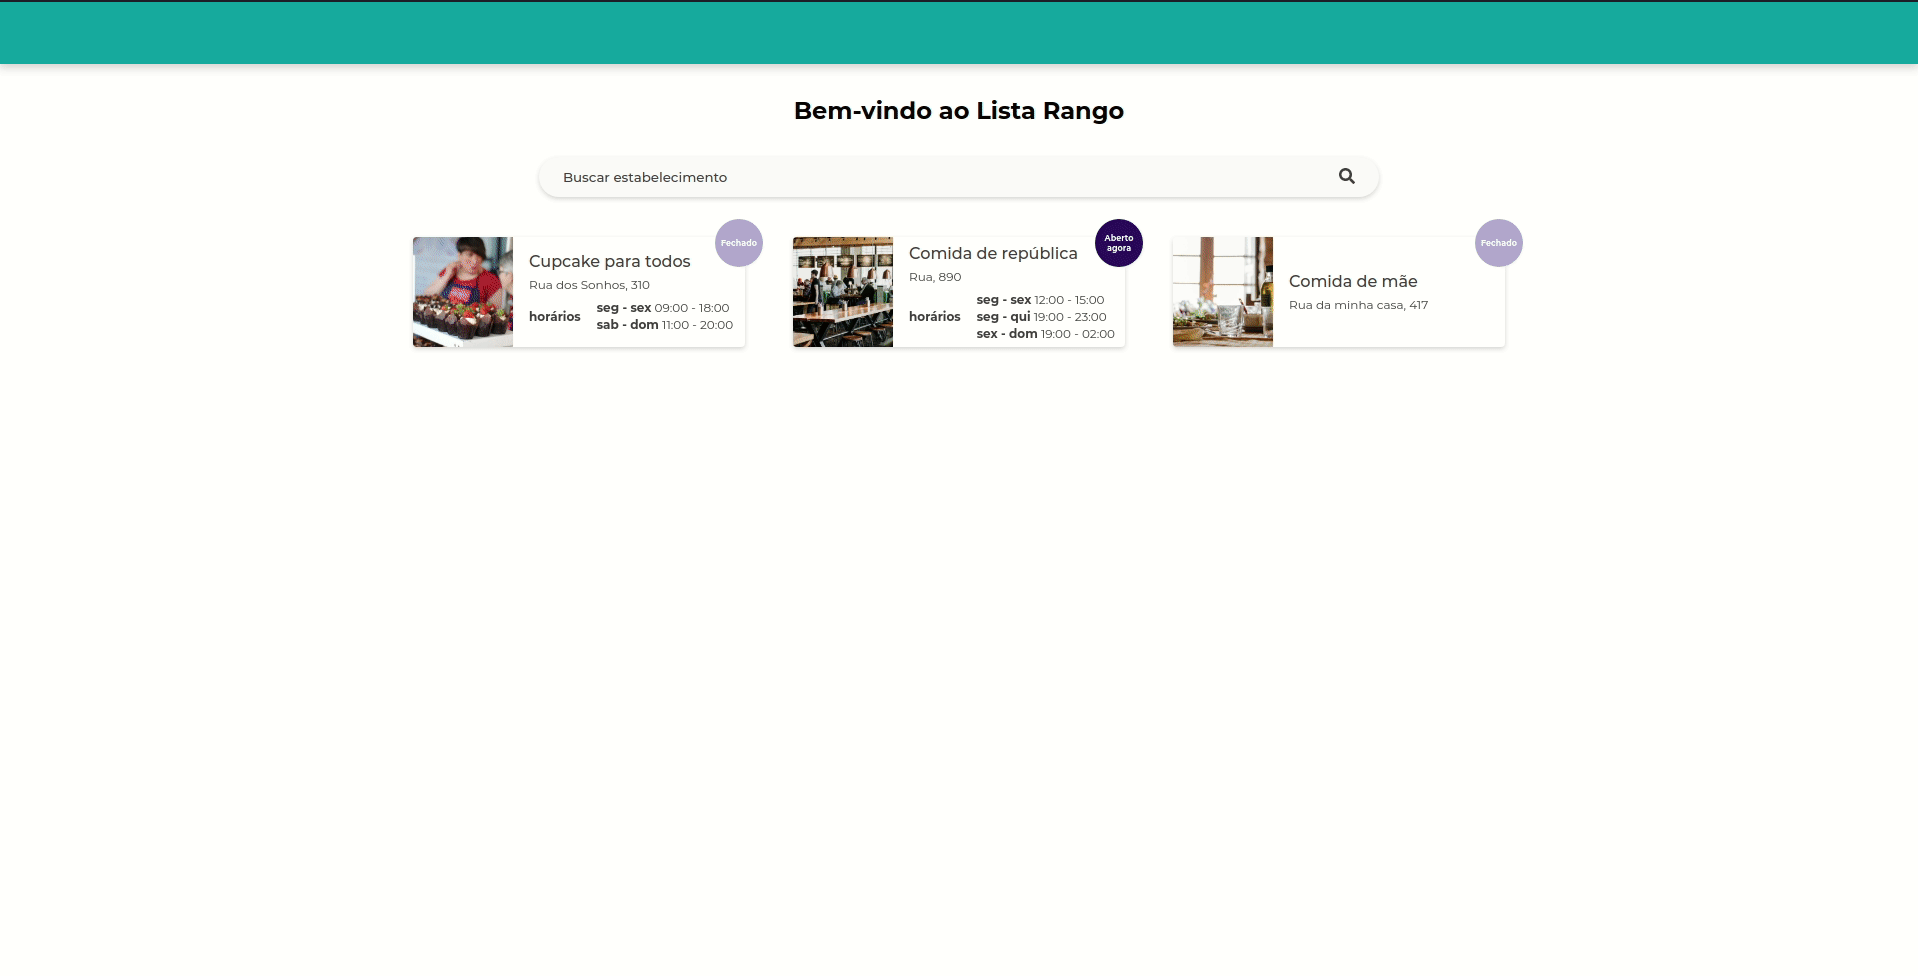 Bem-vindo ao Lista Rango
Buscar estabelecimento
Fechado
Cupcake para todos
Rua dos Sonhos, 310
horários
seg - sex 09:00 - 18:00
sab - dom 11:00 - 20:00
Aberto
agora
Comida de república
Rua, 890
horários
seg - sex 12:00 - 15:00
seg - qui 19:00 - 23:00
sex - dom 19:00 - 02:00
Fechado
Comida de mãe
Rua da minha casa, 417